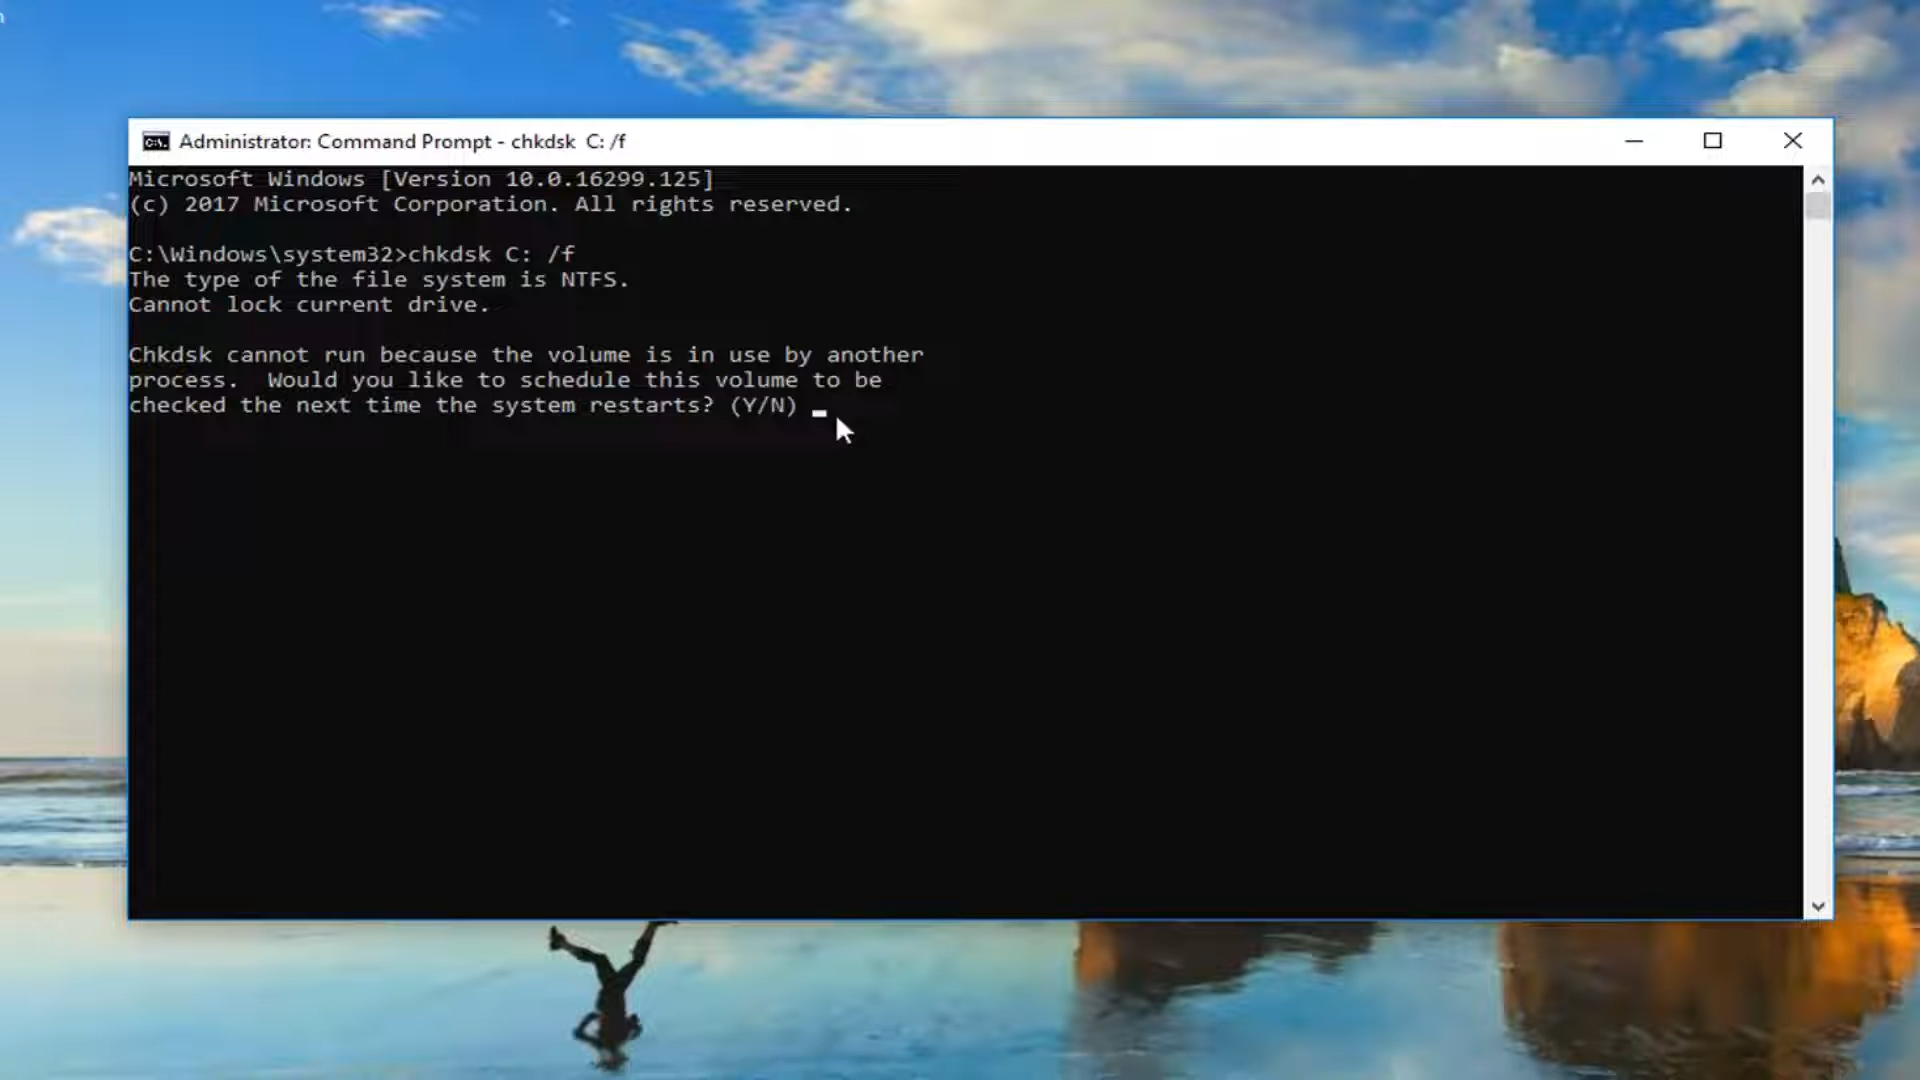 Administrator: Command Prompt - chkdsk  C: /f
Microsoft Windows [Version 10.0.16299.125]
(c) 2017 Microsoft Corporation. All rights reserved.
C:\Windows\system32>chkdsk C: /f
The type of the file system is NTFS.
Cannot lock current drive.
Chkdsk cannot run because the volume is in use by another
process.  Would you like to schedule this volume to be
checked the next time the system restarts? (Y/N)